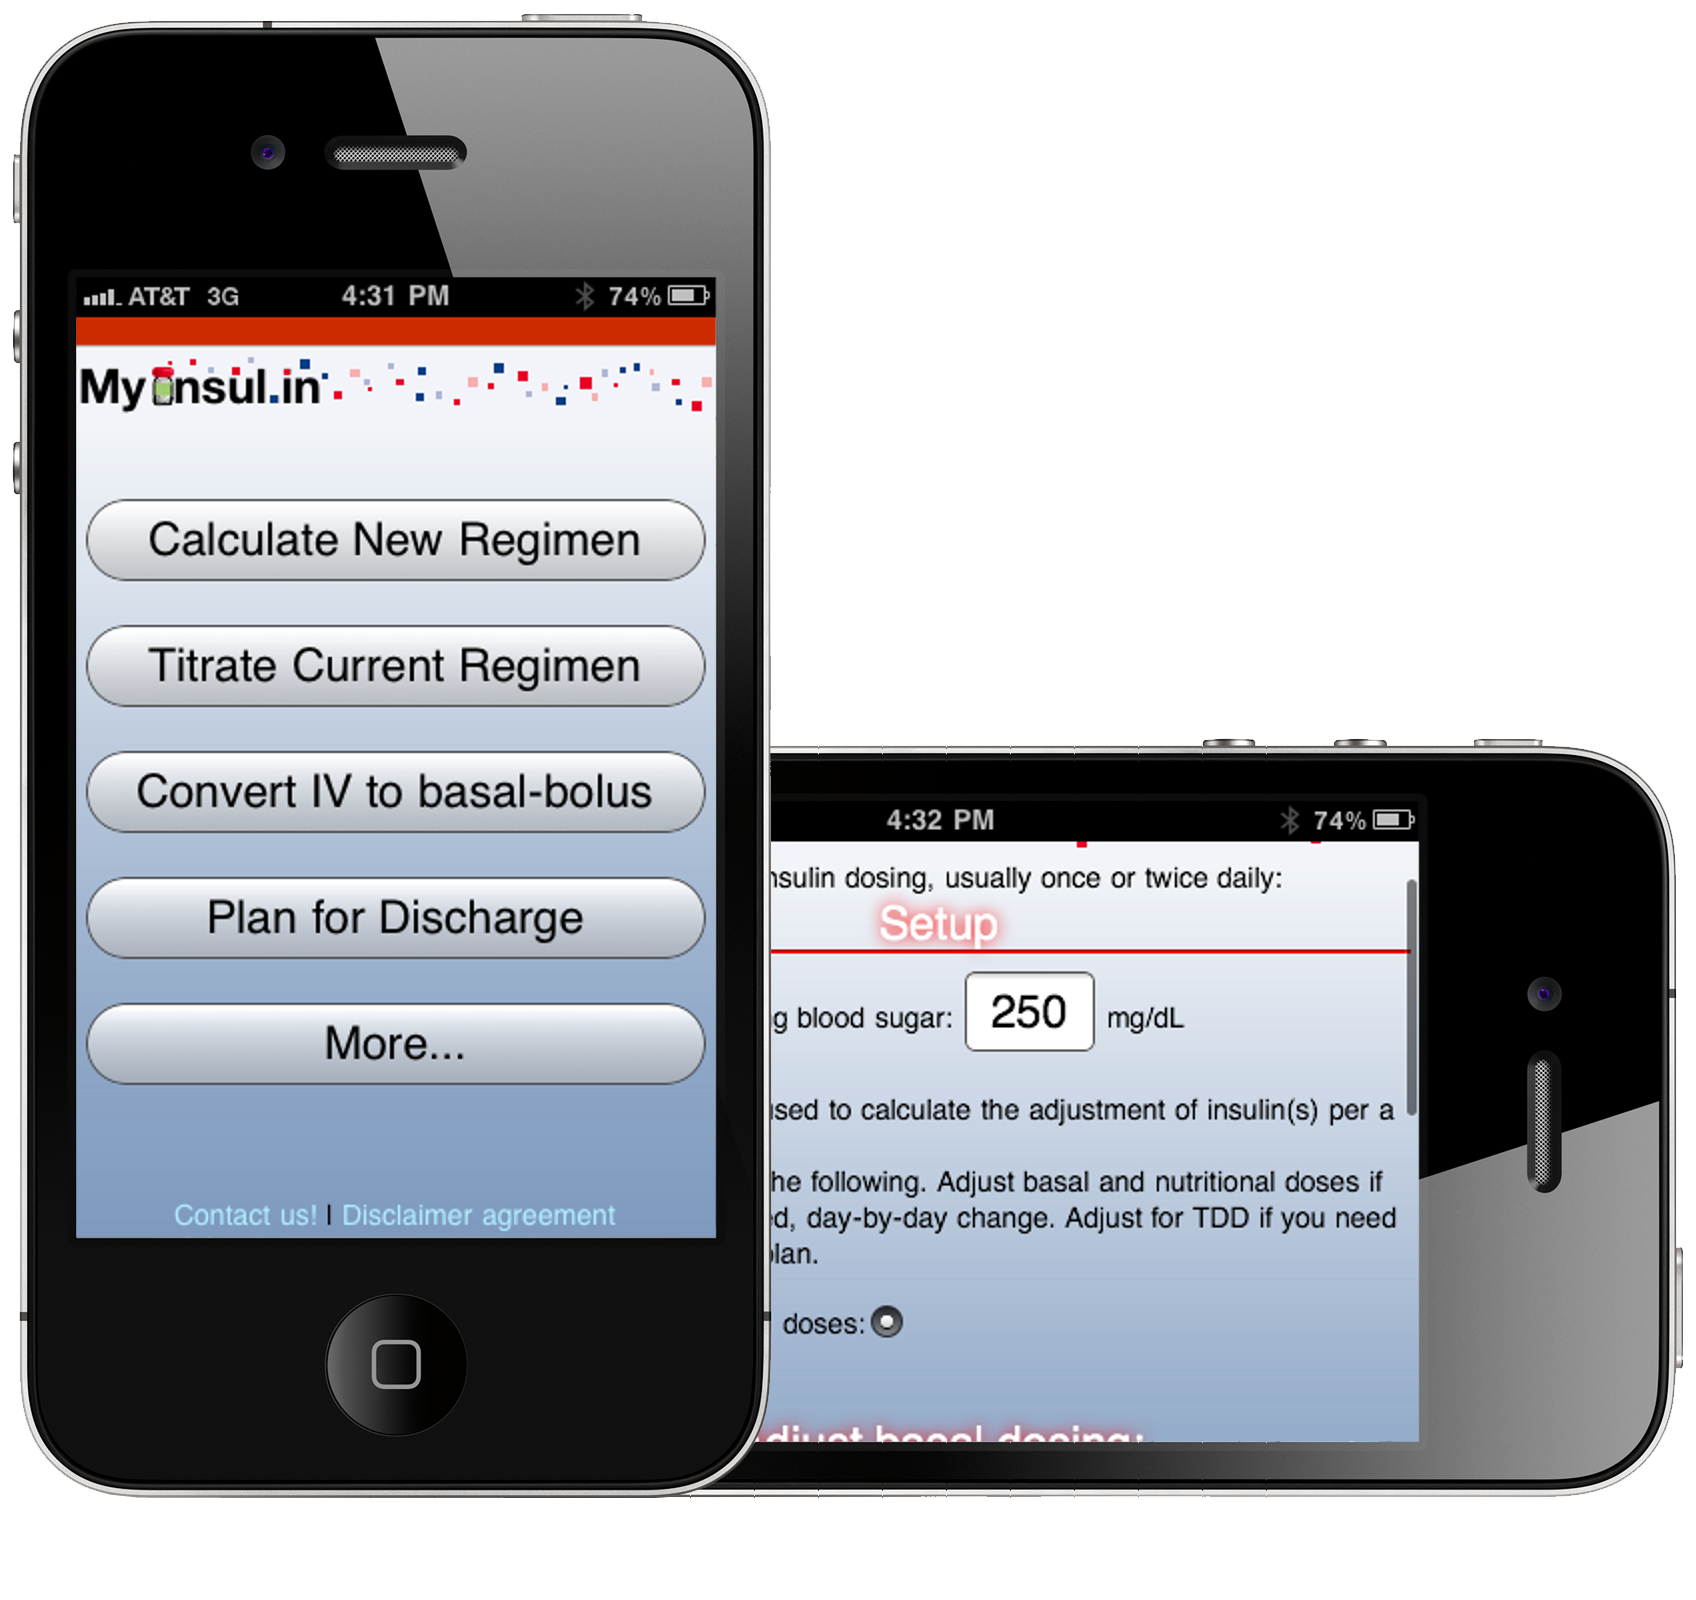 AT&T 3G 4:31 PM 74%
My insul.in
Calculate New Regimen
Titrate Current Regimen
Convert IV to basal-bolus
Plan for Discharge
More...
Contact us! | Disclaimer agreement
4:32 PM 74%
nsulin dosing, usually once or twice daily:
Setup
g blood sugar: 250 mg/dL
used to calculate the adjustment of insulin(s) per a
he following. Adjust basal and nutritional doses if
ed, day-by-day change. Adjust for TDD if you need
plan.
doses:
djust basal dosing: